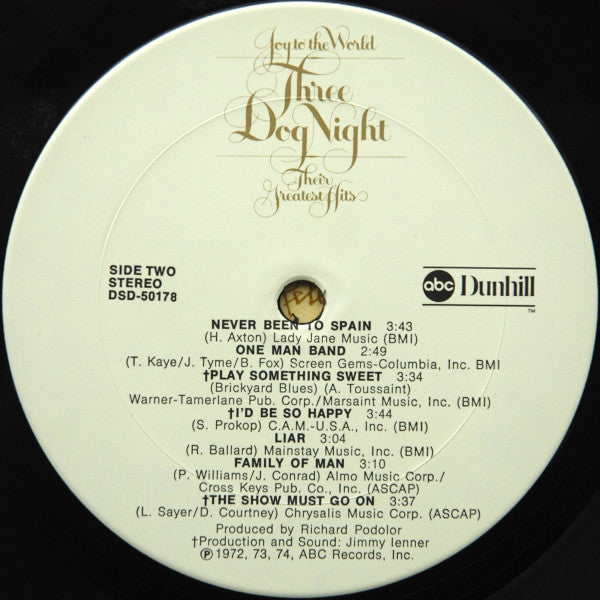 Joy to the World
Three
Dog Night
Their
Greatest Hits
SIDE TWO
STEREO
DSD-50178
abc Dunhill
TM
NEVER BEEN TO SPAIN 3:43
(H. Axton) Lady Jane Music (BMI)
ONE MAN BAND 2:49
(T. Kaye/J. Tyme/B. Fox) Screen Gems-Columbia, Inc. BMI
†PLAY SOMETHING SWEET 3:34
(Brickyard Blues) (A. Toussaint)
Warner-Tamerlane Pub. Corp./Marsaint Music, Inc. (BMI)
†I'D BE SO HAPPY 3:44
(S. Prokop) C.A.M.-U.S.A., Inc. (BMI)
LIAR 3:04
(R. Ballard) Mainstay Music, Inc. (BMI)
FAMILY OF MAN 3:10
(P. Williams/J. Conrad) Almo Music Corp./
Cross Keys Pub. Co., Inc. (ASCAP)
†THE SHOW MUST GO ON 3:37
(L. Sayer/D. Courtney) Chrysalis Music Corp. (ASCAP)
Produced by Richard Podolor
†Production and Sound: Jimmy Ienner
Ⓟ 1972, 73, 74, ABC Records, Inc.